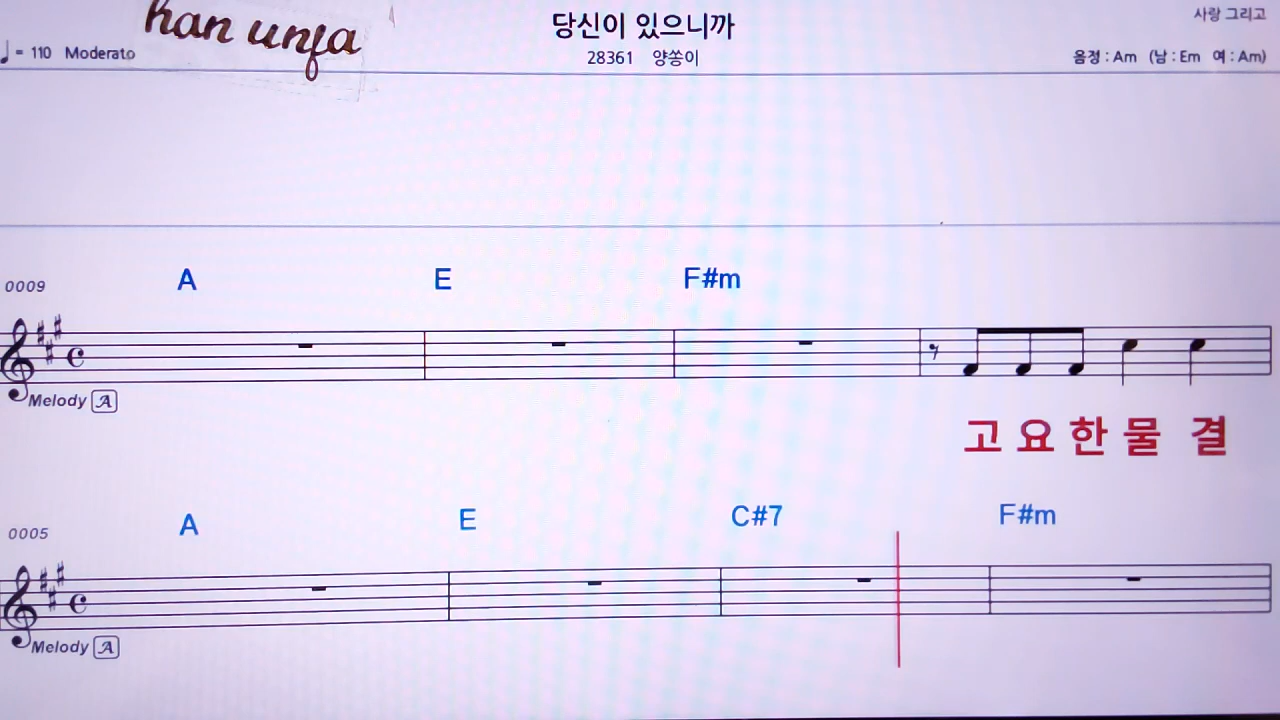 han unja
당신이 있으니까
사랑 그리고
♩ = 110 Moderato
28361 양쏭이
음정 : Am (남 : Em 여 : Am)
0009 A E F#m
Melody A
고 요 한 물 결
0005 A E C#7 F#m
Melody A